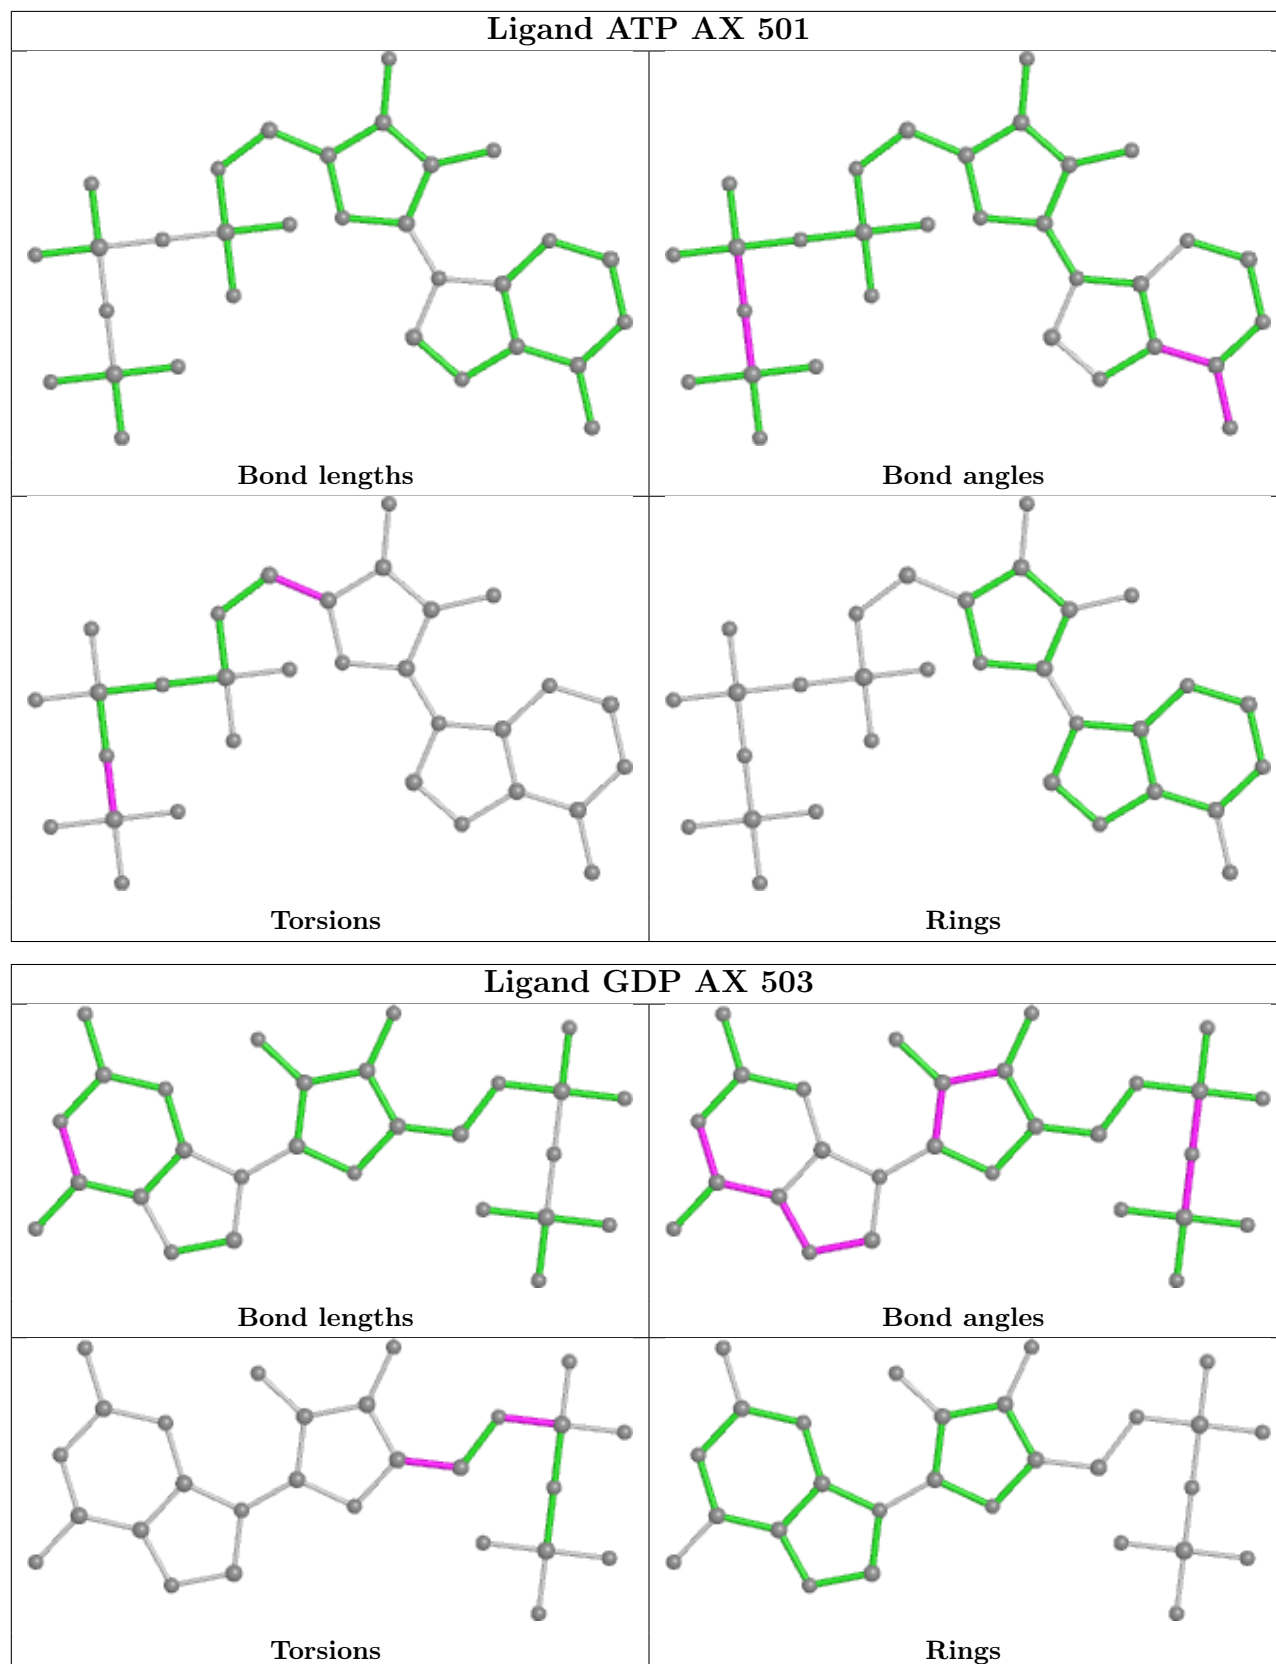 Ligand ATP AX 501
Bond lengths
Bond angles
Torsions
Rings
Ligand GDP AX 503
Bond lengths
Bond angles
Torsions
Rings